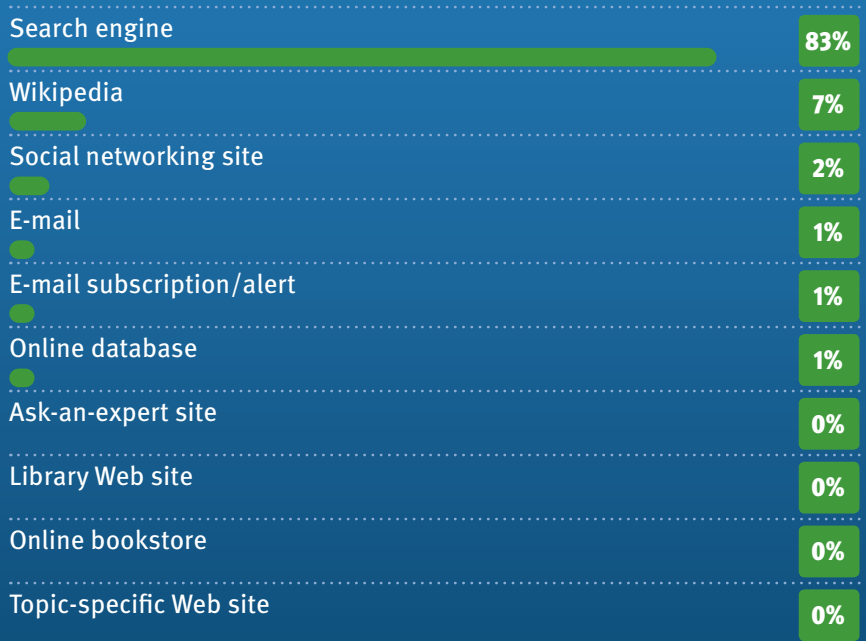 Search engine
83%
Wikipedia
7%
Social networking site
2%
E-mail
1%
E-mail subscription/alert
1%
Online database
1%
Ask-an-expert site
0%
Library Web site
0%
Online bookstore
0%
Topic-specific Web site
0%